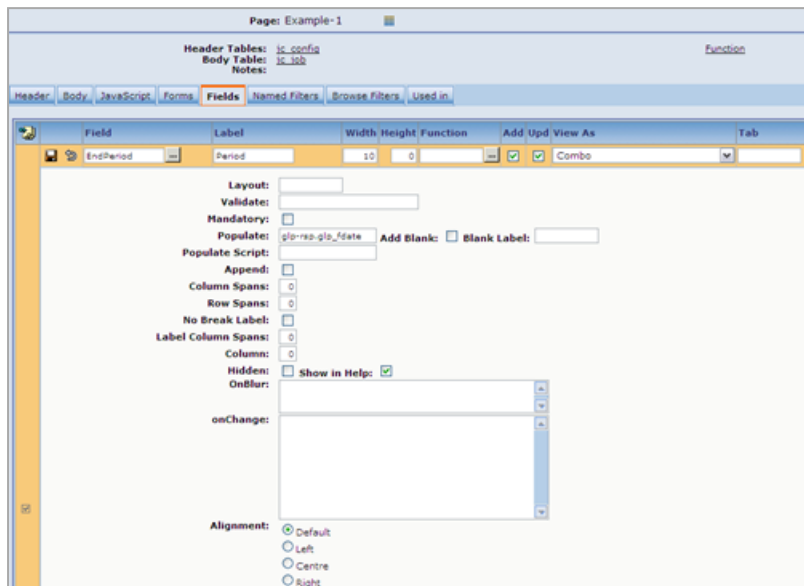 Page: Example-1
Header Tables: jc_config Function
Body Table: jc_job
Notes:
Header Body JavaScript Forms Fields Named Filters Browse Filters Used in
Field Label Width Height Function Add Upd View As Tab
EndPeriod ... Period 10 0 ... Combo
Layout:
Validate:
Mandatory:
Populate: glp-rsp.glp_fdate Add Blank: Blank Label:
Populate Script:
Append:
Column Spans: 0
Row Spans: 0
No Break Label:
Label Column Spans: 0
Column: 0
Hidden: Show in Help:
OnBlur:
onChange:
Alignment: Default
Left
Centre
Right